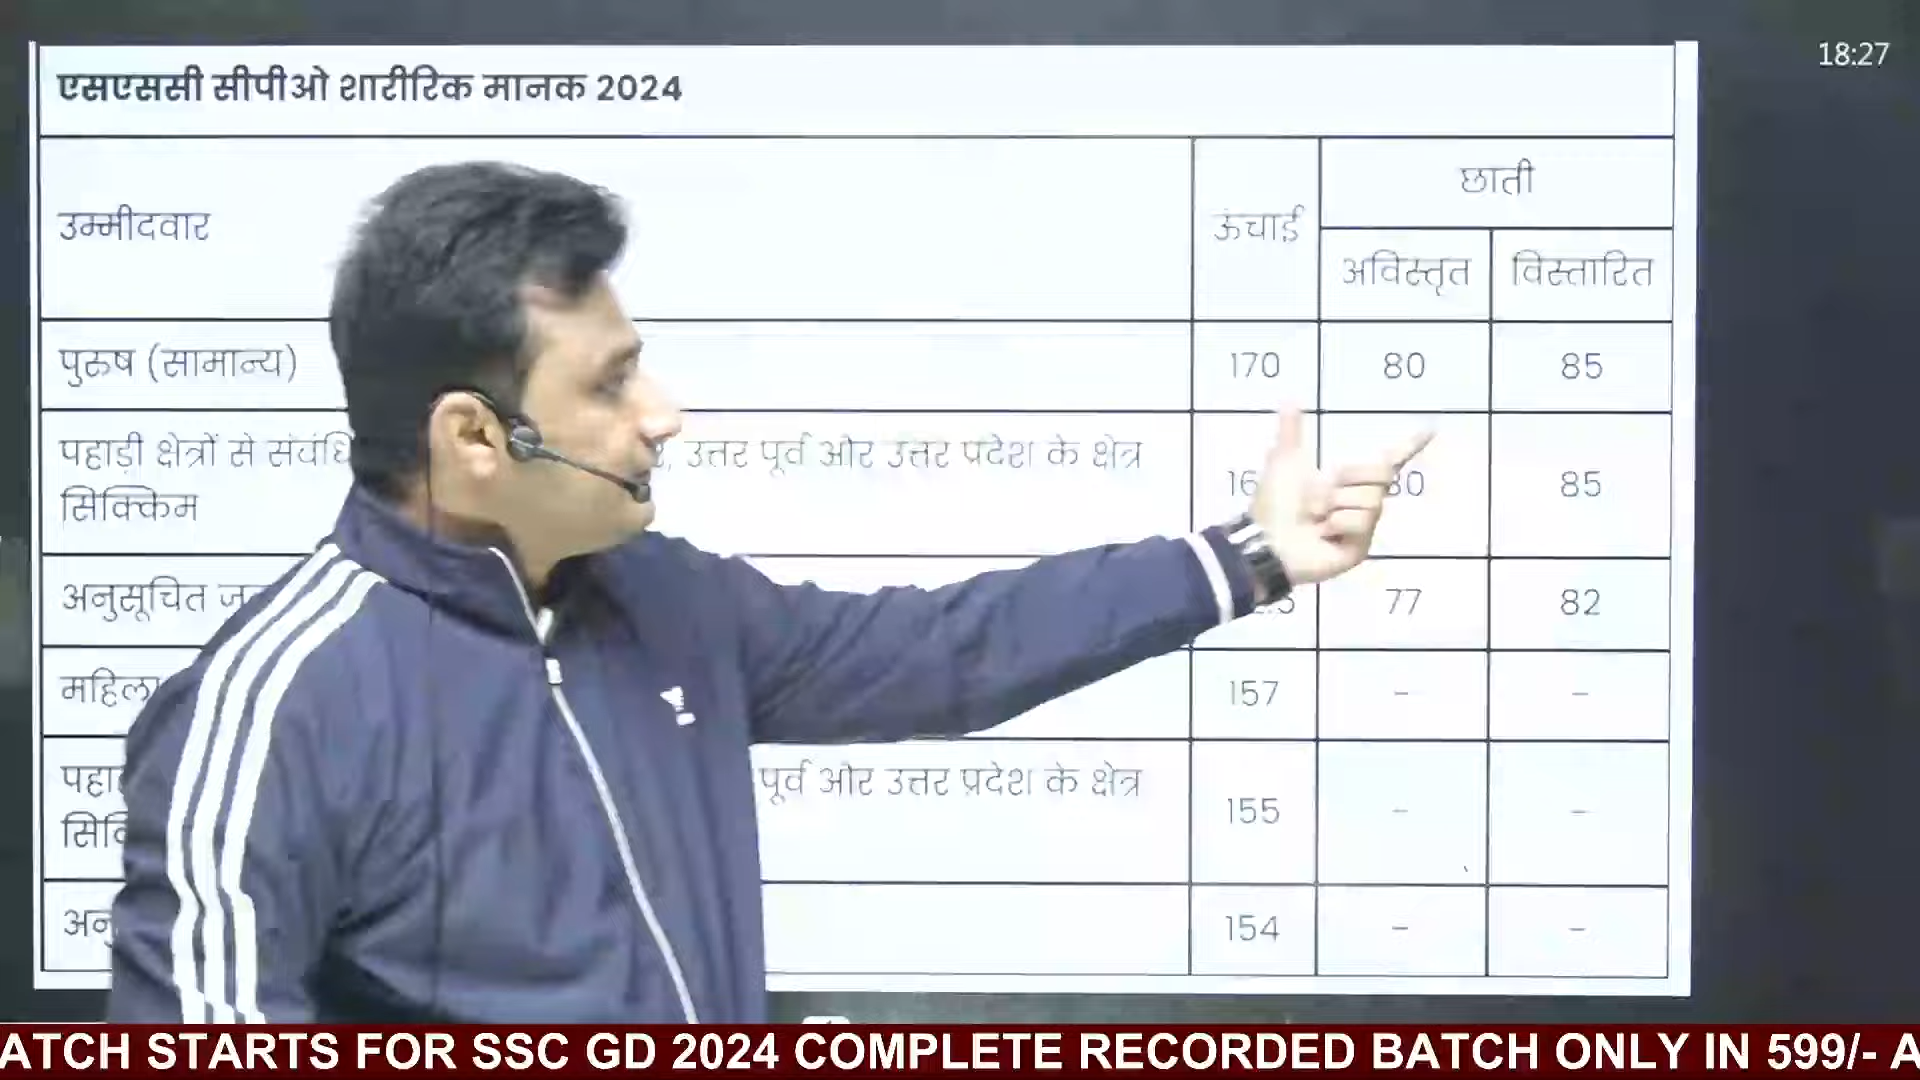 18:27
एसएससी सीपीओ शारीरिक मानक 2024
उम्मीदवार
ऊंचाई
छाती
अविस्तृत
विस्तारित
पुरुष (सामान्य)
170
80
85
पहाड़ी क्षेत्रों से उत्तर पूर्व और उत्तर प्रदेश के क्षेत्र
सिक्किम
85
अनुसूचित
77
82
महिला
157
-
-
पूर्व और उत्तर प्रदेश के क्षेत्र
155
-
-
154
-
-
ATCH STARTS FOR SSC GD 2024 COMPLETE RECORDED BATCH ONLY IN 599/- A